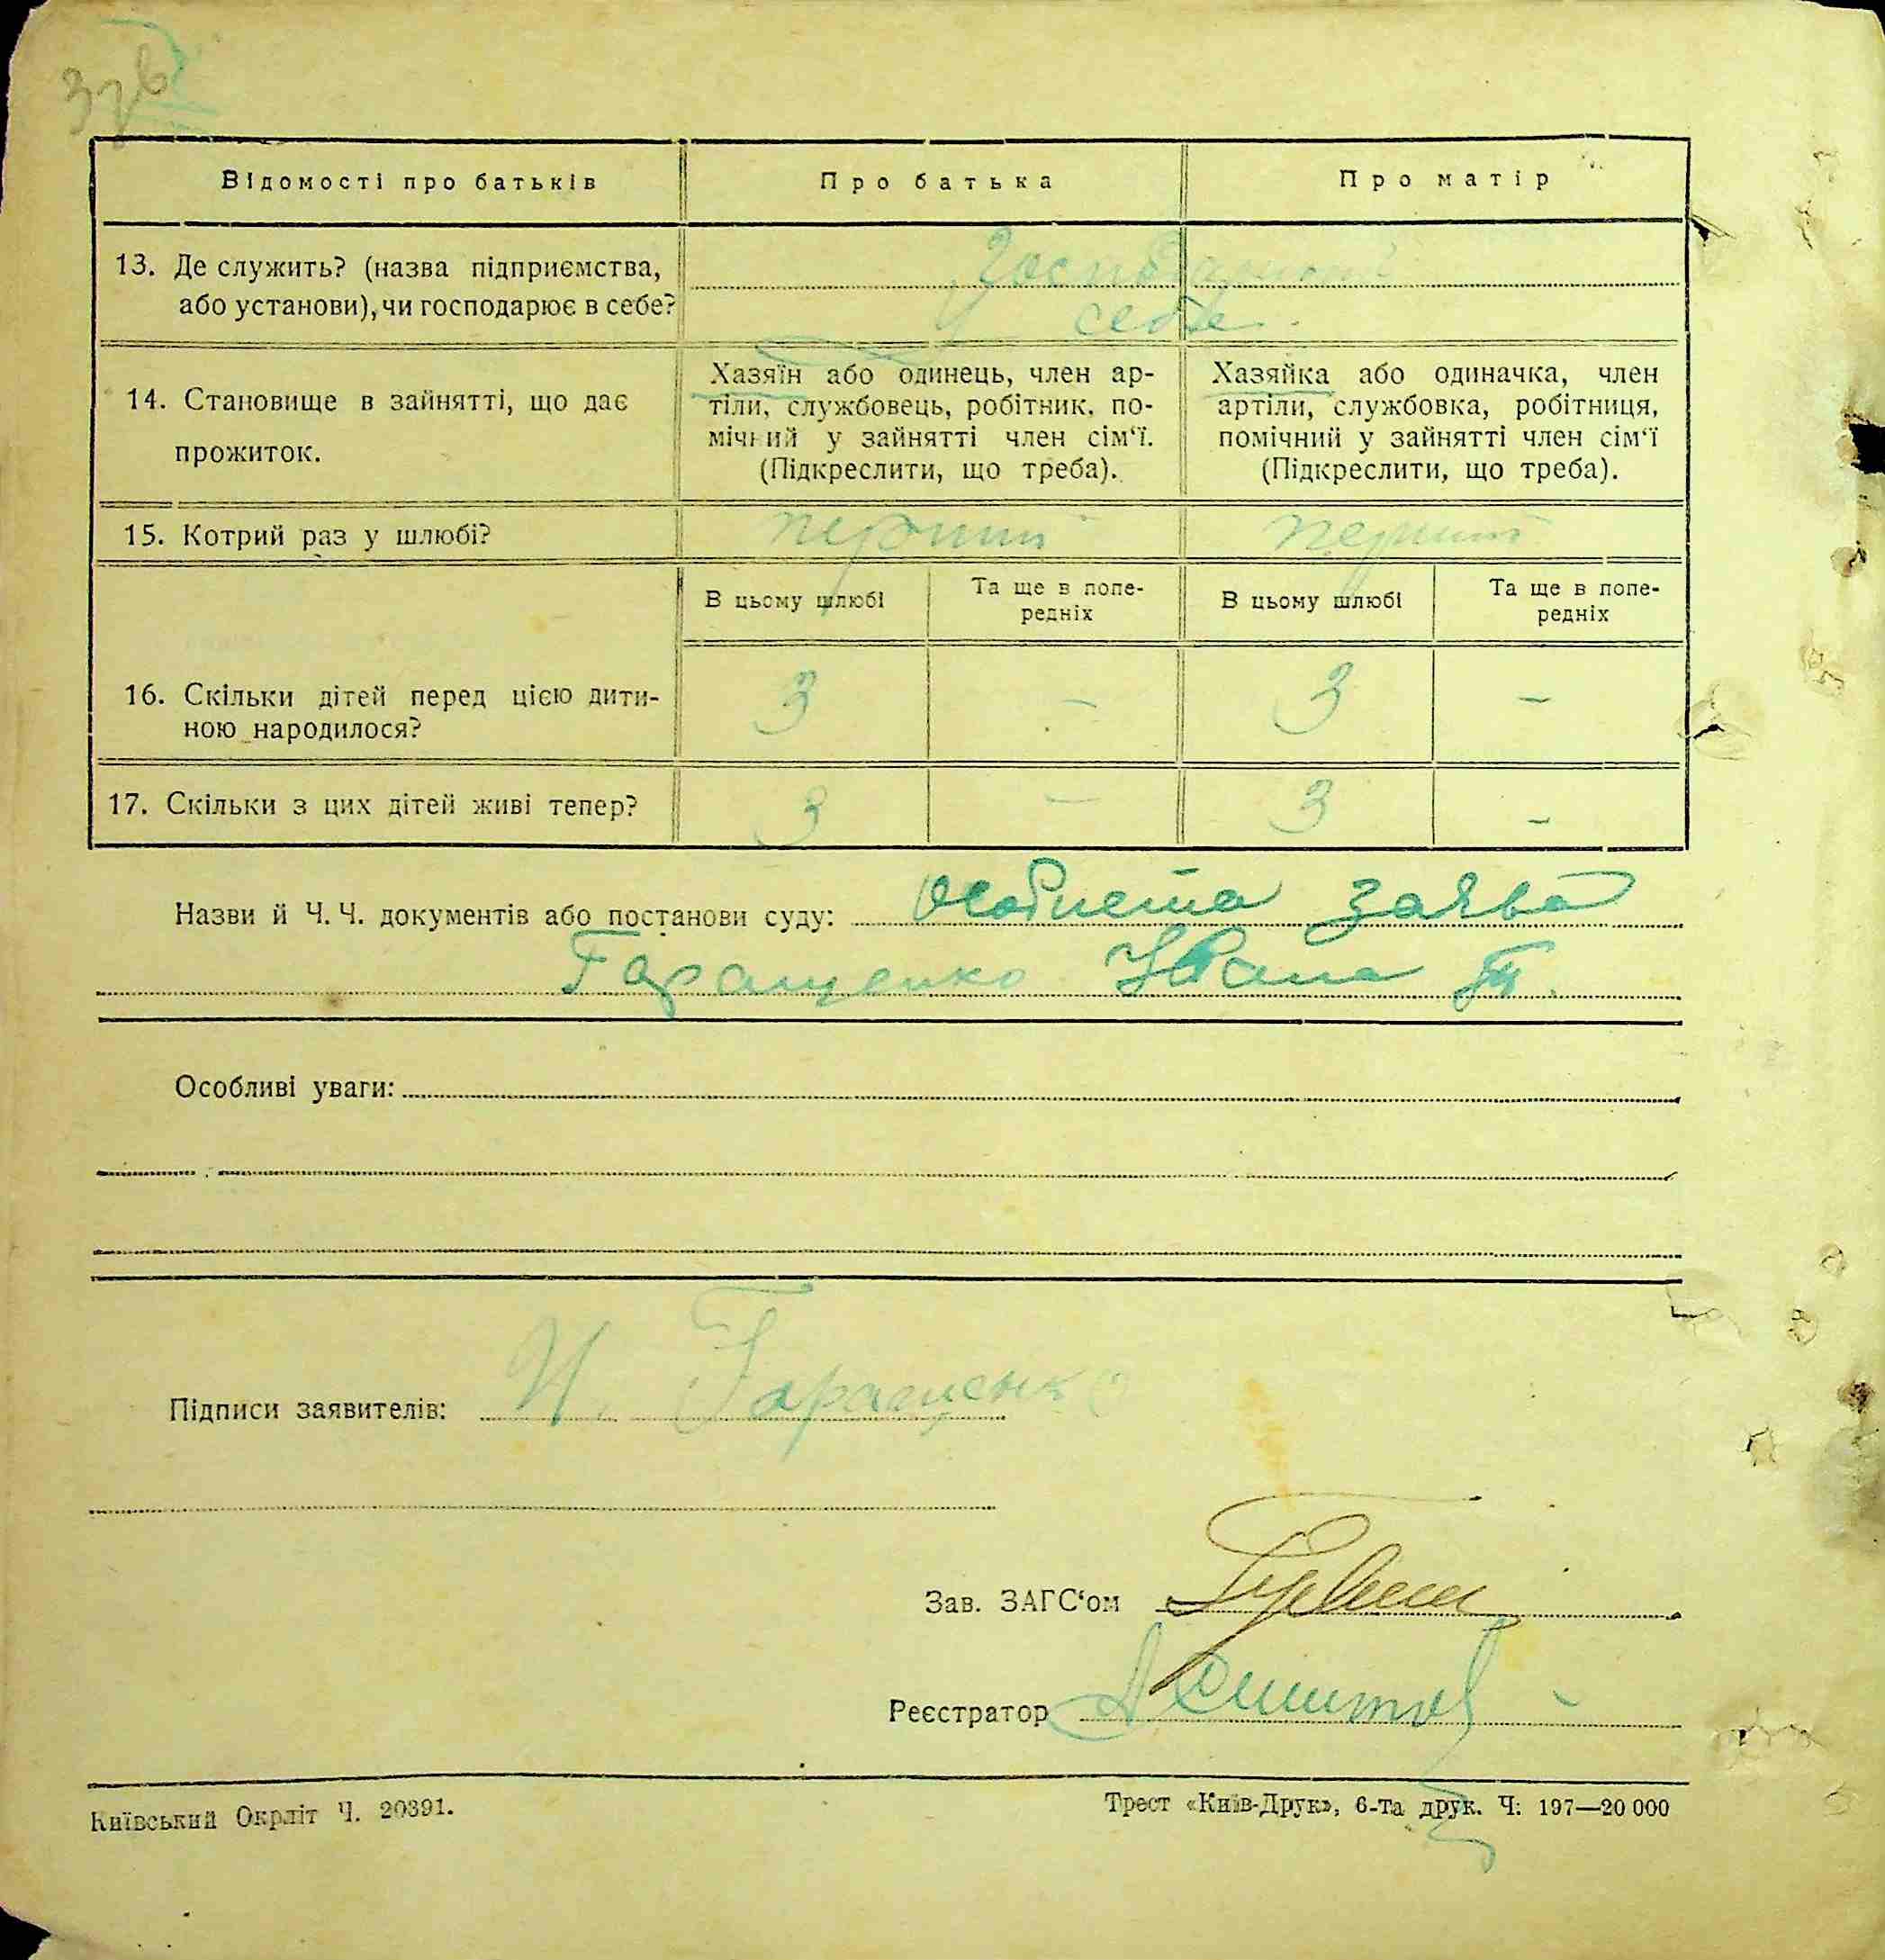 Відомості про батьків
Про батька
Про матір
13. Де служить? (назва підприємства, або установи), чи господарює в себе?
себе.
14. Становище в зайнятті, що дає прожиток.
Хазяїн або одинець, член ар-
тіли, службовець, робітник, по-
мічний у зайнятті член сім‘ї.
(Підкреслити, що треба).
Хазяйка або одиначка, член
артіли, службовка, робітниця,
помічний у зайнятті член сім‘ї
(Підкреслити, що треба).
15. Котрий раз у шлюбі?
перший
перший
В цьому шлюбі
Та ще в попе-
редніх
В цьому шлюбі
Та ще в попе-
редніх
16. Скільки дітей перед цією дити-
ною народилося?
3
–
3
–
17. Скільки з цих дітей живі тепер?
3
–
3
–
Назви й Ч. Ч. документів або постанови суду: Особиста заява
Гаращенко Івана
Особливі уваги:
Підписи заявителів: И. Гаращенко
Зав. ЗАГС‘ом
Реєстратор
Київський Окрліт Ч. 20391.
Трест «Київ-Друк», 6-та друк. Ч: 197—20 000